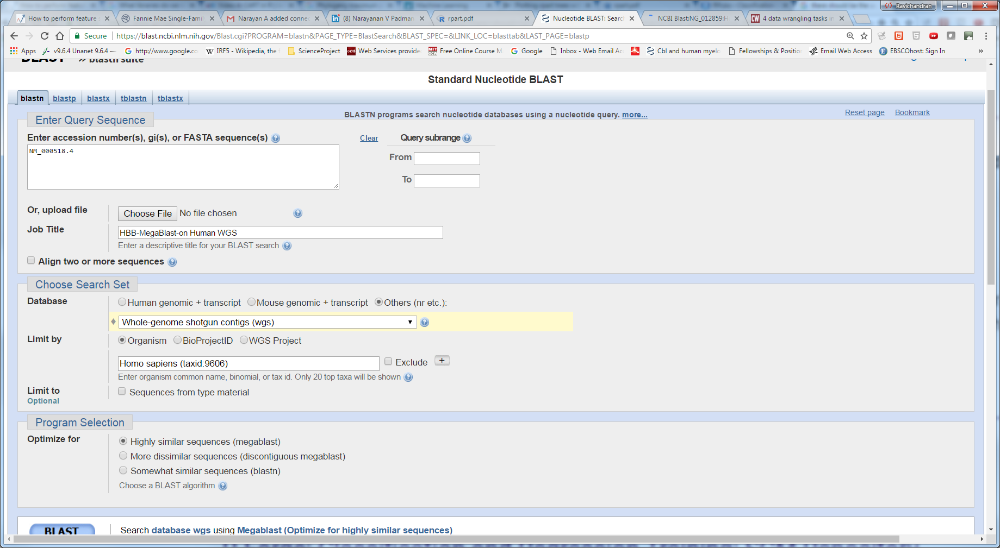 Ravichandran
How to perform feature
Fannie Mae Single-Famil
Narayan A added connec
(8) Narayanan V Padman
rpart.pdf
Nucleotide BLAST: Searc
NCBI Blast:NG_012859:H
4 data wrangling tasks in
Secure
https://blast.ncbi.nlm.nih.gov/Blast.cgi?PROGRAM=blastn&PAGE_TYPE=BlastSearch&BLAST_SPEC=&LINK_LOC=blasttab&LAST_PAGE=blastp
Apps
v9.6.4 Unanet 9.6.4 —
http://www.google.co
IRF5 - Wikipedia, the f
ScienceProject
Web Services provide
Free Online Course M
Google
Inbox - Web Email Ac
Cbl and human myelo
Fellowships & Positio
Email Web Access
EBSCOhost: Sign In
»
BLAST » blastn suite
Standard Nucleotide BLAST
blastn
blastp
blastx
tblastn
tblastx
Enter Query Sequence
BLASTN programs search nucleotide databases using a nucleotide query. more...
Reset page
Bookmark
Enter accession number(s), gi(s), or FASTA sequence(s)
Clear
Query subrange
NM_000518.4
From
To
Or, upload file
Choose File No file chosen
Job Title
HBB-MegaBlast-on Human WGS
Enter a descriptive title for your BLAST search
Align two or more sequences
Choose Search Set
Database
Human genomic + transcript Mouse genomic + transcript Others (nr etc.):
Whole-genome shotgun contigs (wgs)
Limit by
Organism BioProjectID WGS Project
Homo sapiens (taxid:9606)
Exclude
+
Enter organism common name, binomial, or tax id. Only 20 top taxa will be shown
Limit to
Optional
Sequences from type material
Program Selection
Optimize for
Highly similar sequences (megablast)
More dissimilar sequences (discontiguous megablast)
Somewhat similar sequences (blastn)
Choose a BLAST algorithm
BLAST
Search database wgs using Megablast (Optimize for highly similar sequences)